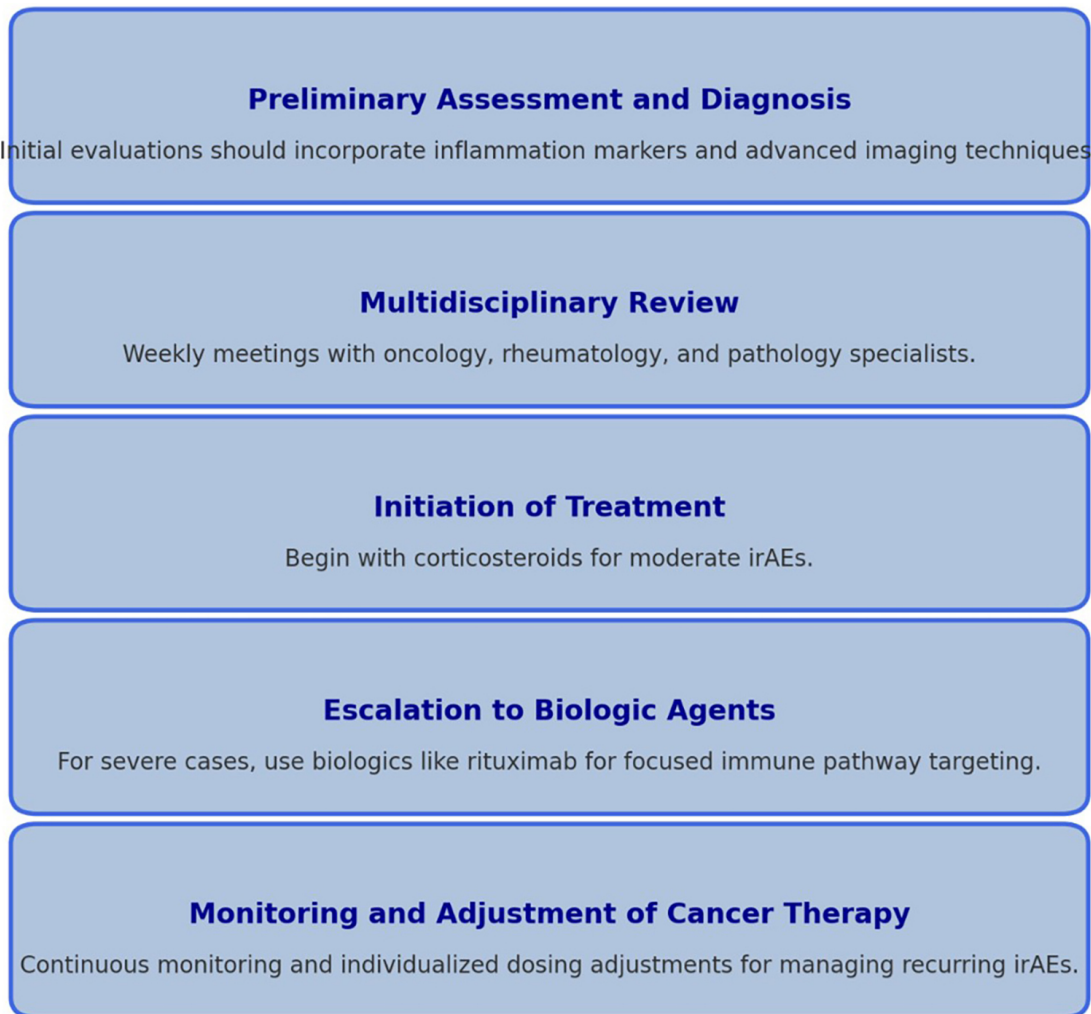 Preliminary Assessment and Diagnosis
Initial evaluations should incorporate inflammation markers and advanced imaging techniques
Multidisciplinary Review
Weekly meetings with oncology, rheumatology, and pathology specialists.
Initiation of Treatment
Begin with corticosteroids for moderate irAEs.
Escalation to Biologic Agents
For severe cases, use biologics like rituximab for focused immune pathway targeting.
Monitoring and Adjustment of Cancer Therapy
Continuous monitoring and individualized dosing adjustments for managing recurring irAEs.